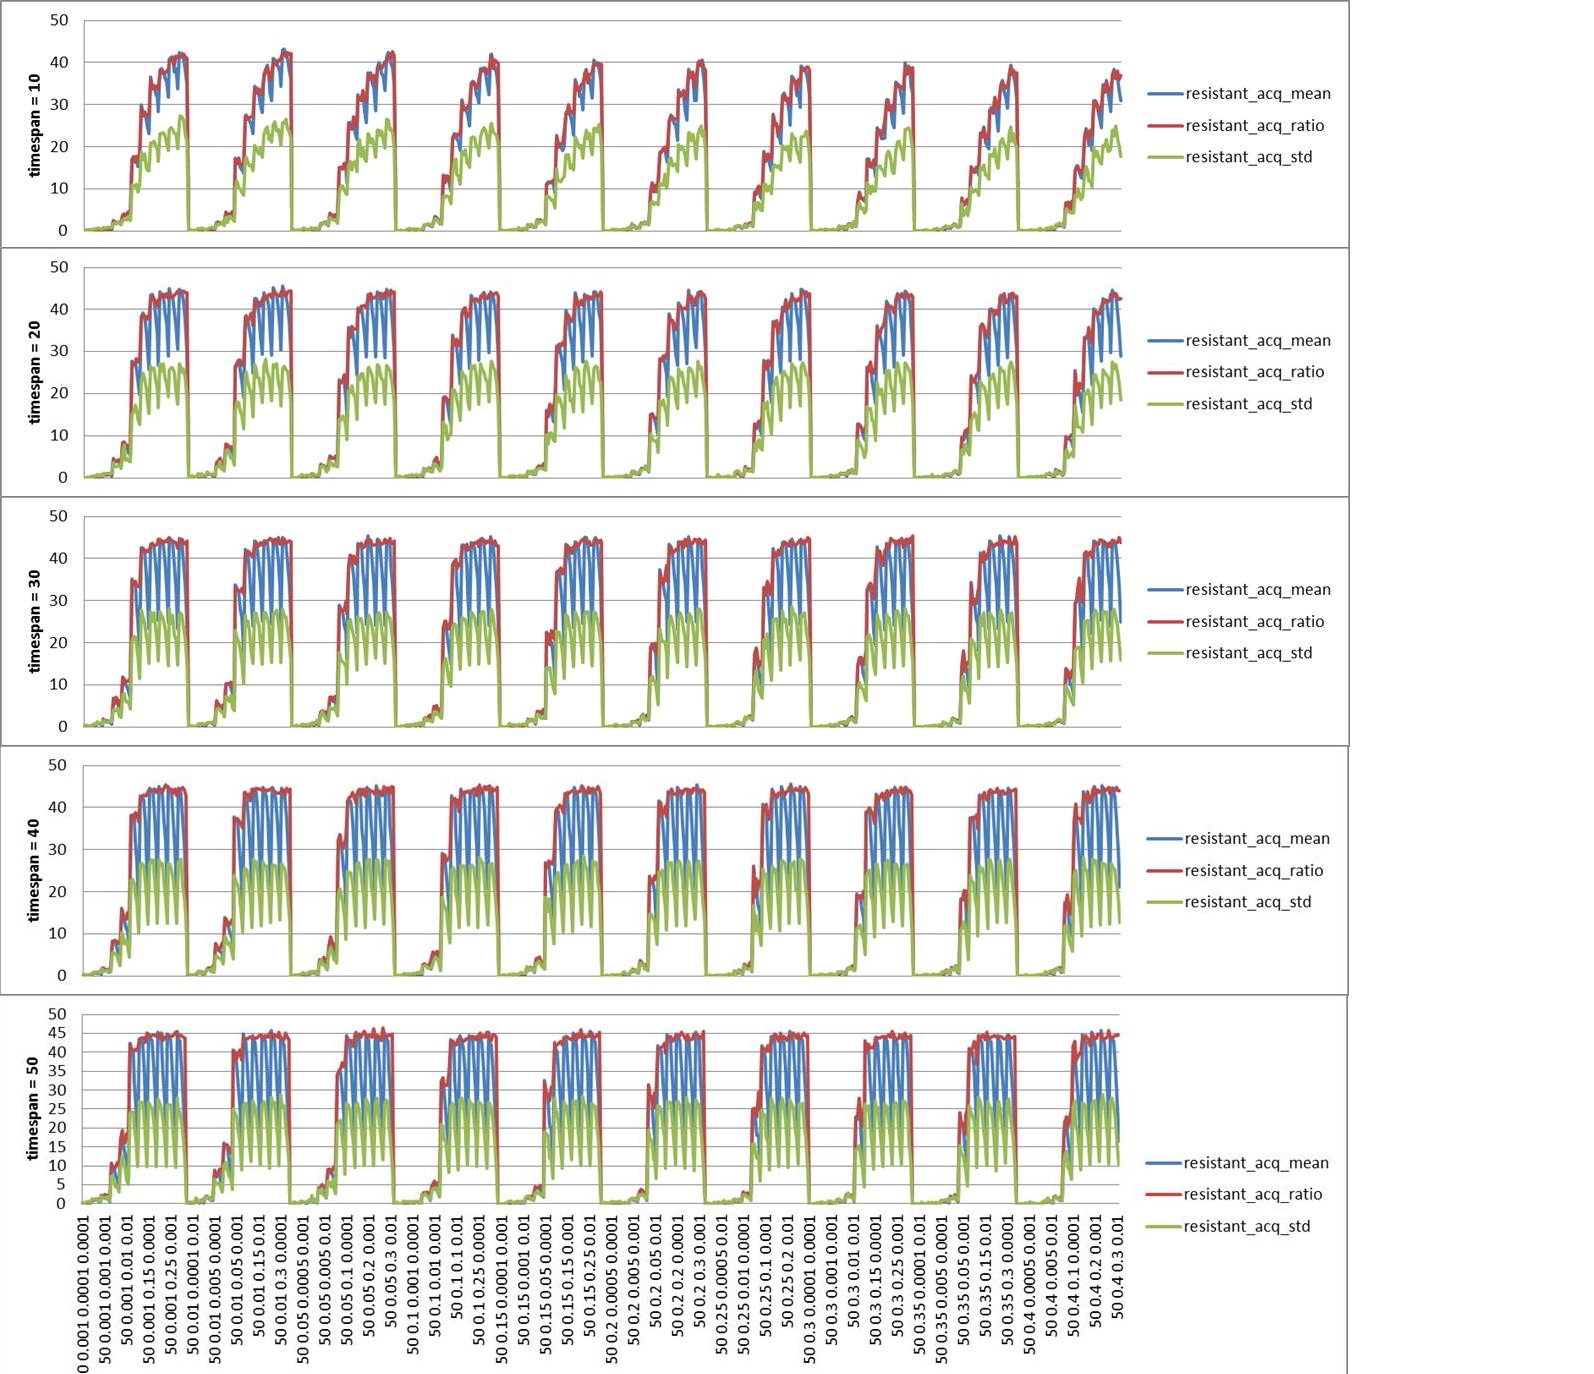 50
40
30
20
10
0
timespan = 10
resistant_acq_mean
resistant_acq_ratio
resistant_acq_std
50
40
30
20
10
0
timespan = 20
resistant_acq_mean
resistant_acq_ratio
resistant_acq_std
50
40
30
20
10
0
timespan = 30
resistant_acq_mean
resistant_acq_ratio
resistant_acq_std
50
40
30
20
10
0
timespan = 40
resistant_acq_mean
resistant_acq_ratio
resistant_acq_std
50
45
40
35
30
25
20
15
10
5
0
timespan = 50
resistant_acq_mean
resistant_acq_ratio
resistant_acq_std
0 0.001 0.0001 0.0001
50 0.001 0.001 0.001
50 0.001 0.01 0.01
50 0.001 0.15 0.0001
50 0.001 0.25 0.001
50 0.01 0.0001 0.01
50 0.01 0.005 0.0001
50 0.01 0.05 0.001
50 0.01 0.15 0.01
50 0.01 0.3 0.0001
50 0.05 0.0005 0.001
50 0.05 0.005 0.01
50 0.05 0.1 0.0001
50 0.05 0.2 0.001
50 0.05 0.3 0.01
50 0.1 0.001 0.0001
50 0.1 0.01 0.001
50 0.1 0.1 0.01
50 0.1 0.25 0.0001
50 0.15 0.0001 0.001
50 0.15 0.001 0.01
50 0.15 0.05 0.0001
50 0.15 0.15 0.001
50 0.15 0.25 0.01
50 0.2 0.0005 0.0001
50 0.2 0.005 0.001
50 0.2 0.05 0.01
50 0.2 0.2 0.0001
50 0.2 0.3 0.001
50 0.25 0.0005 0.01
50 0.25 0.01 0.0001
50 0.25 0.1 0.001
50 0.25 0.2 0.01
50 0.3 0.0001 0.0001
50 0.3 0.001 0.001
50 0.3 0.01 0.01
50 0.3 0.15 0.0001
50 0.3 0.25 0.001
50 0.35 0.0001 0.01
50 0.35 0.005 0.0001
50 0.35 0.05 0.001
50 0.35 0.15 0.01
50 0.35 0.3 0.0001
50 0.4 0.0005 0.001
50 0.4 0.005 0.01
50 0.4 0.1 0.0001
50 0.4 0.2 0.001
50 0.4 0.3 0.01